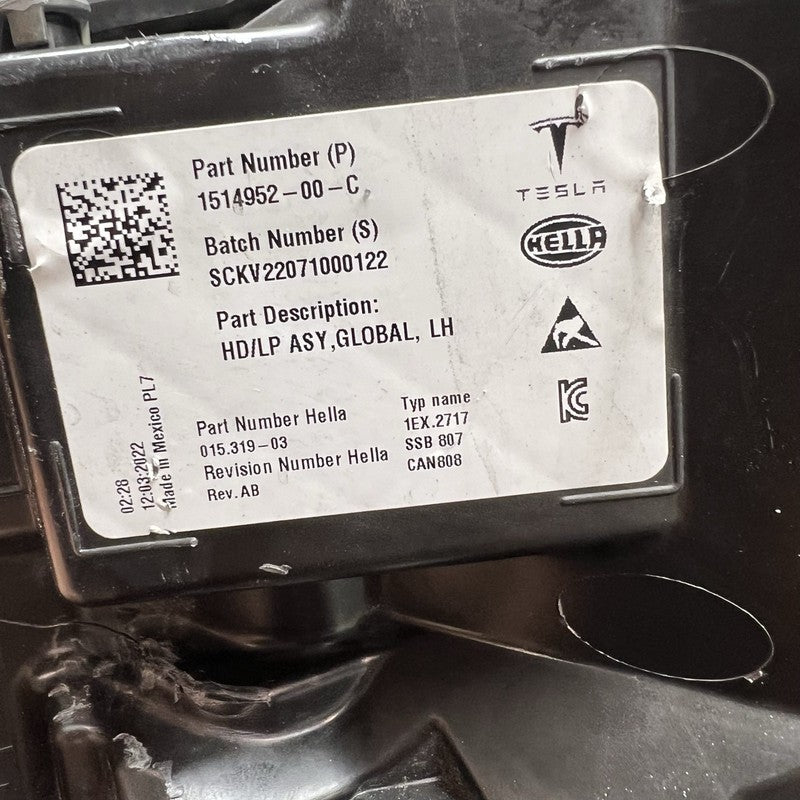 Part Number (P)
1514952-00-C
Batch Number (S)
SCKV22071000122
Part Description:
HD/LP ASY,GLOBAL, LH
Part Number Hella
015.319-03
Revision Number Hella
Rev.AB
Typ name
1EX.2717
SSB 807
CAN808
02:28
12:03:2022
Made in Mexico PL7
TESLA
HELLA
KC